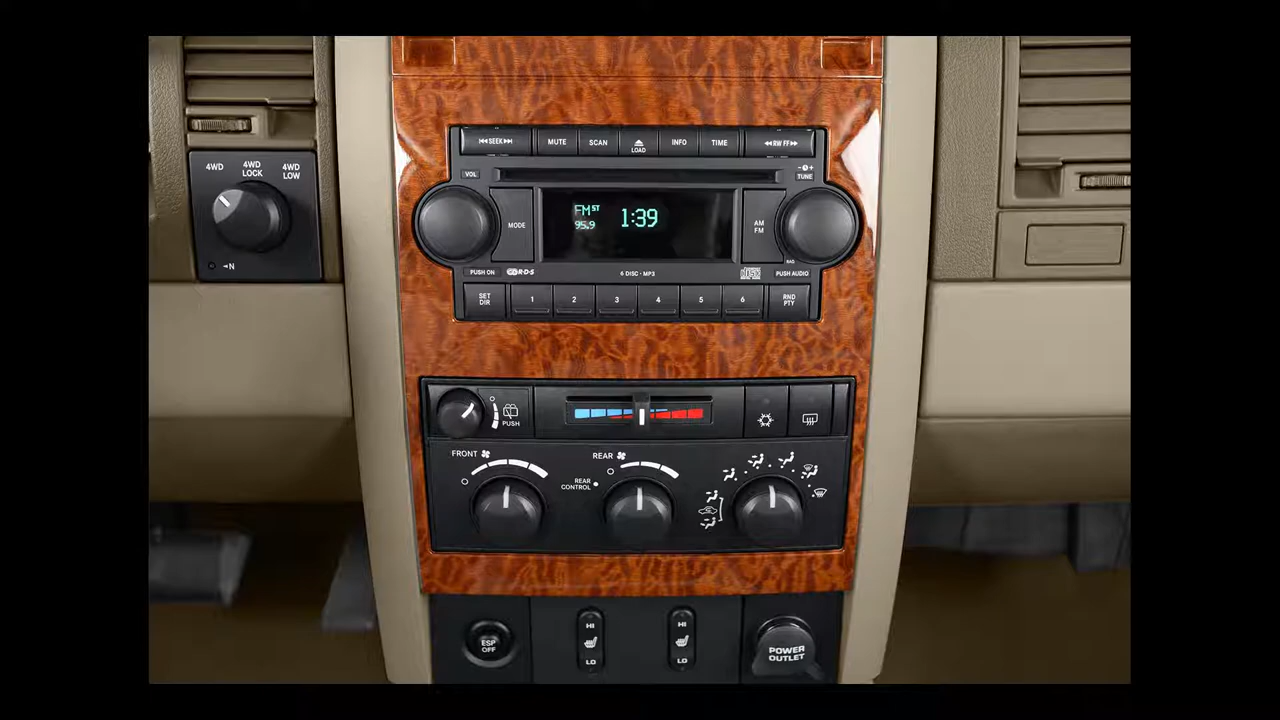 4WD
4WD
LOCK
4WD
LOW
N
SEEK
MUTE
SCAN
LOAD
INFO
TIME
RW FF
VOL
TUNE
MODE
FM ST
95.9
1:39
AM
FM
PUSH ON
R·D·S
6 DISC · MP3
PUSH AUDIO
SET
DIR
1
2
3
4
5
6
RND
PTY
PUSH
FRONT
REAR
REAR
CONTROL
ESP
OFF
HI
LO
HI
LO
POWER
OUTLET